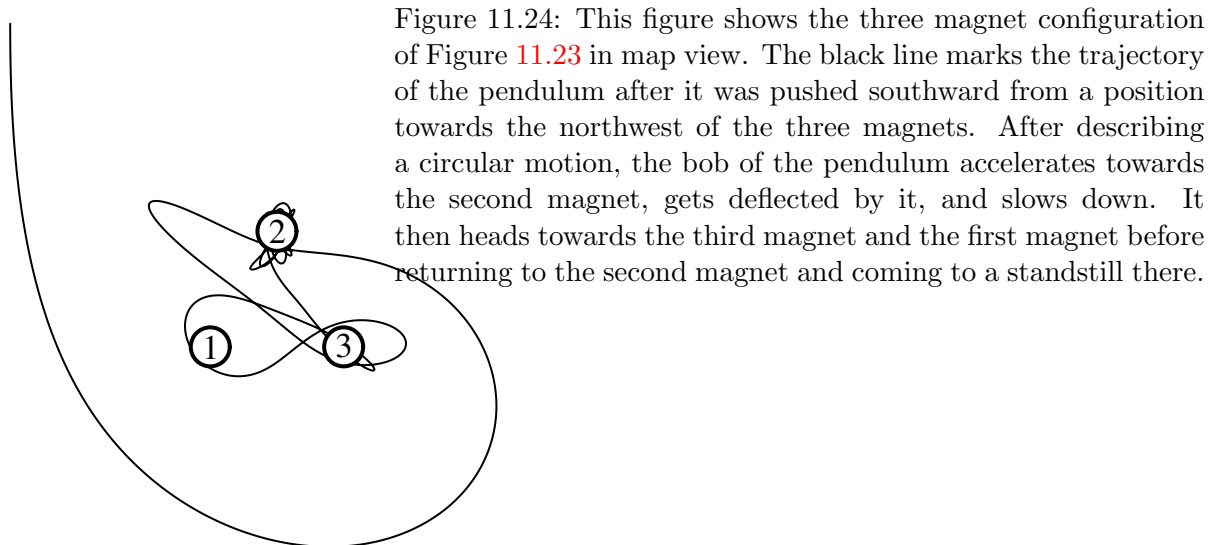 Figure 11.24: This figure shows the three magnet configuration
of Figure 11.23 in map view. The black line marks the trajectory
of the pendulum after it was pushed southward from a position
towards the northwest of the three magnets. After describing
a circular motion, the bob of the pendulum accelerates towards
the second magnet, gets deflected by it, and slows down. It
then heads towards the third magnet and the first magnet before
returning to the second magnet and coming to a standstill there.
2
1
3